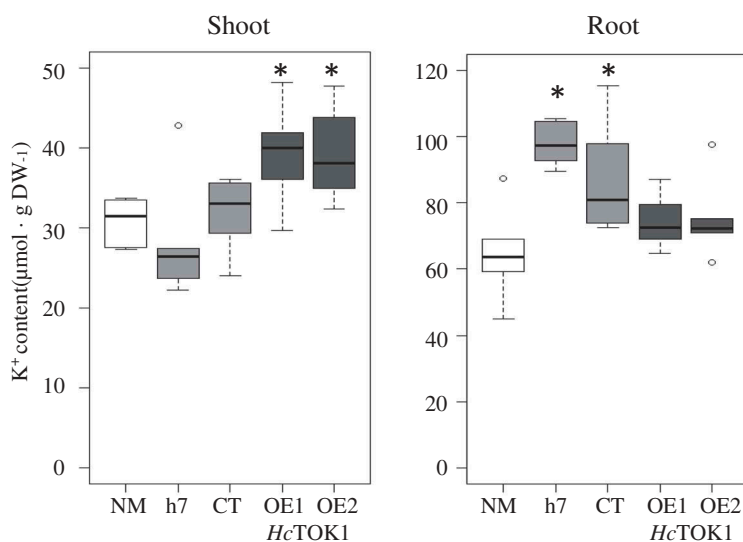 Shoot
Root
K⁺ content(μmol · g DW-1)
50
40
30
20
10
0
* *
NM h7 CT OE1 OE2
HcTOK1
120
100
80
60
40
20
0
* *
NM h7 CT OE1 OE2
HcTOK1